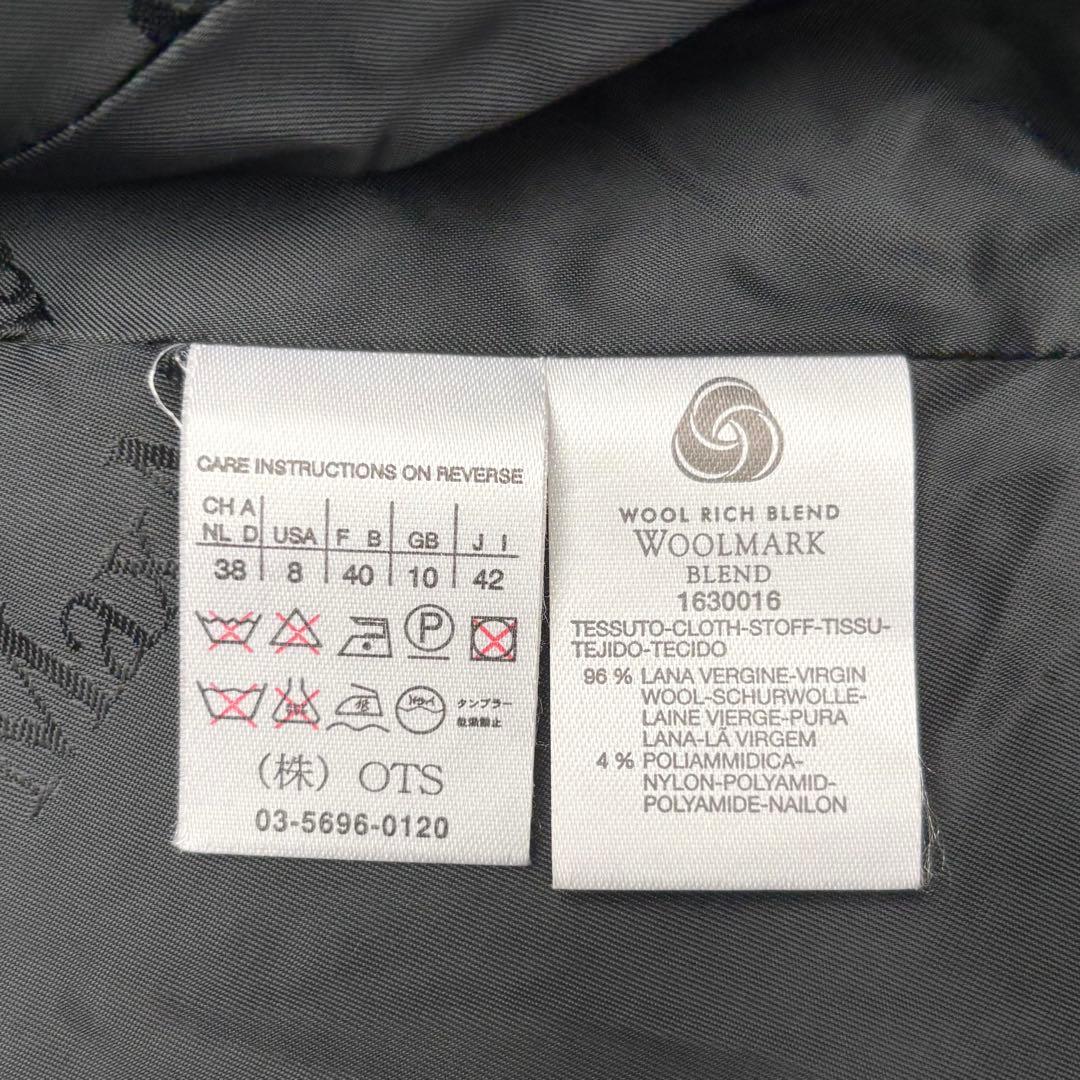 CARE INSTRUCTIONS ON REVERSE
CH A
NL D USA F B GB J I
38 8 40 10 42
P
ドライ
タンブラー
乾燥禁止
(株) OTS
03-5696-0120
WOOL RICH BLEND
WOOLMARK
BLEND
1630016
TESSUTO-CLOTH-STOFF-TISSU-
TEJIDO-TECIDO
96 % LANA VERGINE-VIRGIN
WOOL-SCHURWOLLE-
LAINE VIERGE-PURA
LANA-LÃ VIRGEM
4 % POLIAMMIDICA-
NYLON-POLYAMID-
POLYAMIDE-NAILON